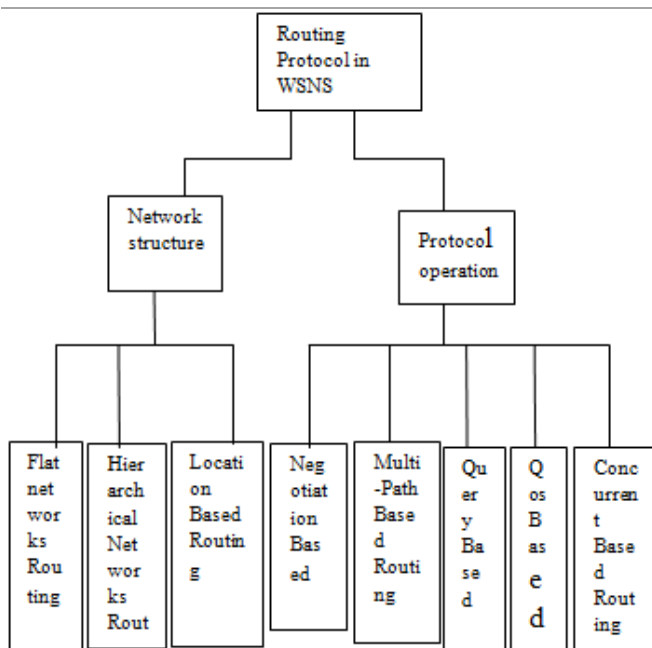 Routing
Protocol in
WSNS
Network
structure
Protocol
operation
Flat
net
wor
ks
Rou
ting
Hier
arch
ical
Net
wor
ks
Rout
Locati
on
Based
Routin
g
Neg
otiat
ion
Bas
ed
Multi
-Path
Base
d
Routi
ng
Qu
er
y
Ba
se
d
Q
os
B
as
e
d
Conc
urren
t
Base
d
Rout
ing